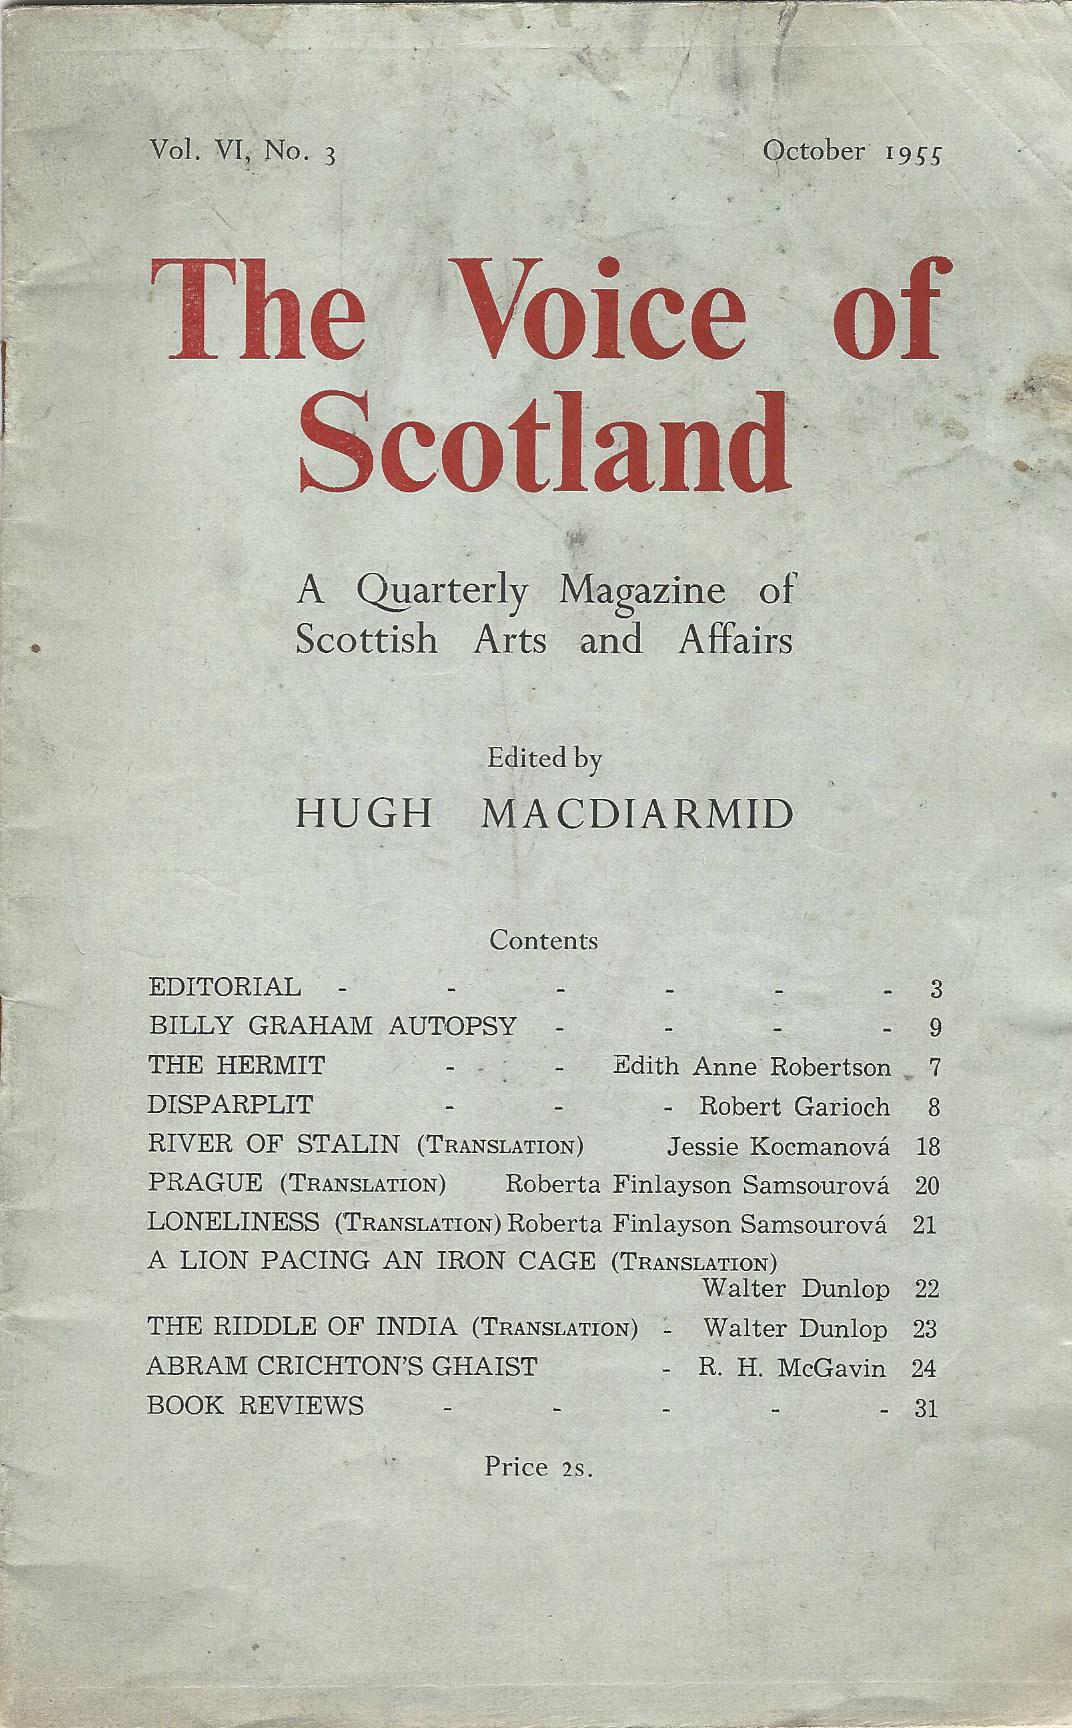 Vol. VI, No. 3 October 1955
The Voice of
Scotland
A Quarterly Magazine of
Scottish Arts and Affairs
Edited by
HUGH MACDIARMID
Contents
EDITORIAL - - - - - - 3
BILLY GRAHAM AUTOPSY - - - - 9
THE HERMIT - - Edith Anne Robertson - 7
DISPARPLIT - - - Robert Garioch 8
RIVER OF STALIN (TRANSLATION) Jessie Kocmanová 18
PRAGUE (TRANSLATION) Roberta Finlayson Samsourová 20
LONELINESS (TRANSLATION) Roberta Finlayson Samsourová 21
A LION PACING AN IRON CAGE (TRANSLATION)
Walter Dunlop 22
THE RIDDLE OF INDIA (TRANSLATION) - Walter Dunlop 23
ABRAM CRICHTON'S GHAIST - R. H. McGavin 24
BOOK REVIEWS - - - - - 31
Price 2s.